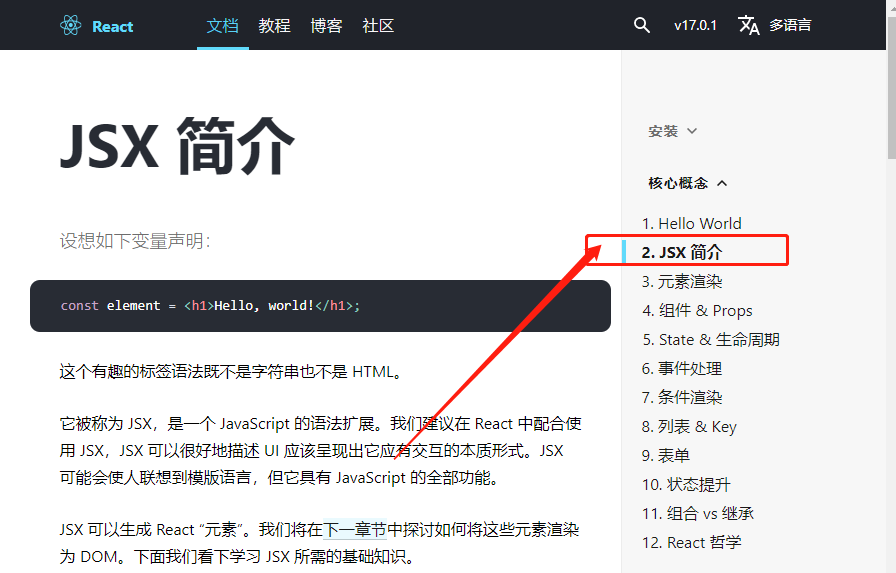 React 文档 教程 博客 社区 v17.0.1 多语言
JSX 简介
设想如下变量声明：
const element = <h1>Hello, world!</h1>;
这个有趣的标签语法既不是字符串也不是 HTML。
它被称为 JSX，是一个 JavaScript 的语法扩展。我们建议在 React 中配合使
用 JSX，JSX 可以很好地描述 UI 应该呈现出它应有交互的本质形式。JSX
可能会使人联想到模版语言，但它具有 JavaScript 的全部功能。
JSX 可以生成 React “元素”。我们将在下一章节中探讨如何将这些元素渲染
为 DOM。下面我们看下学习 JSX 所需的基础知识。
安装
核心概念
1. Hello World
2. JSX 简介
3. 元素渲染
4. 组件 & Props
5. State & 生命周期
6. 事件处理
7. 条件渲染
8. 列表 & Key
9. 表单
10. 状态提升
11. 组合 vs 继承
12. React 哲学